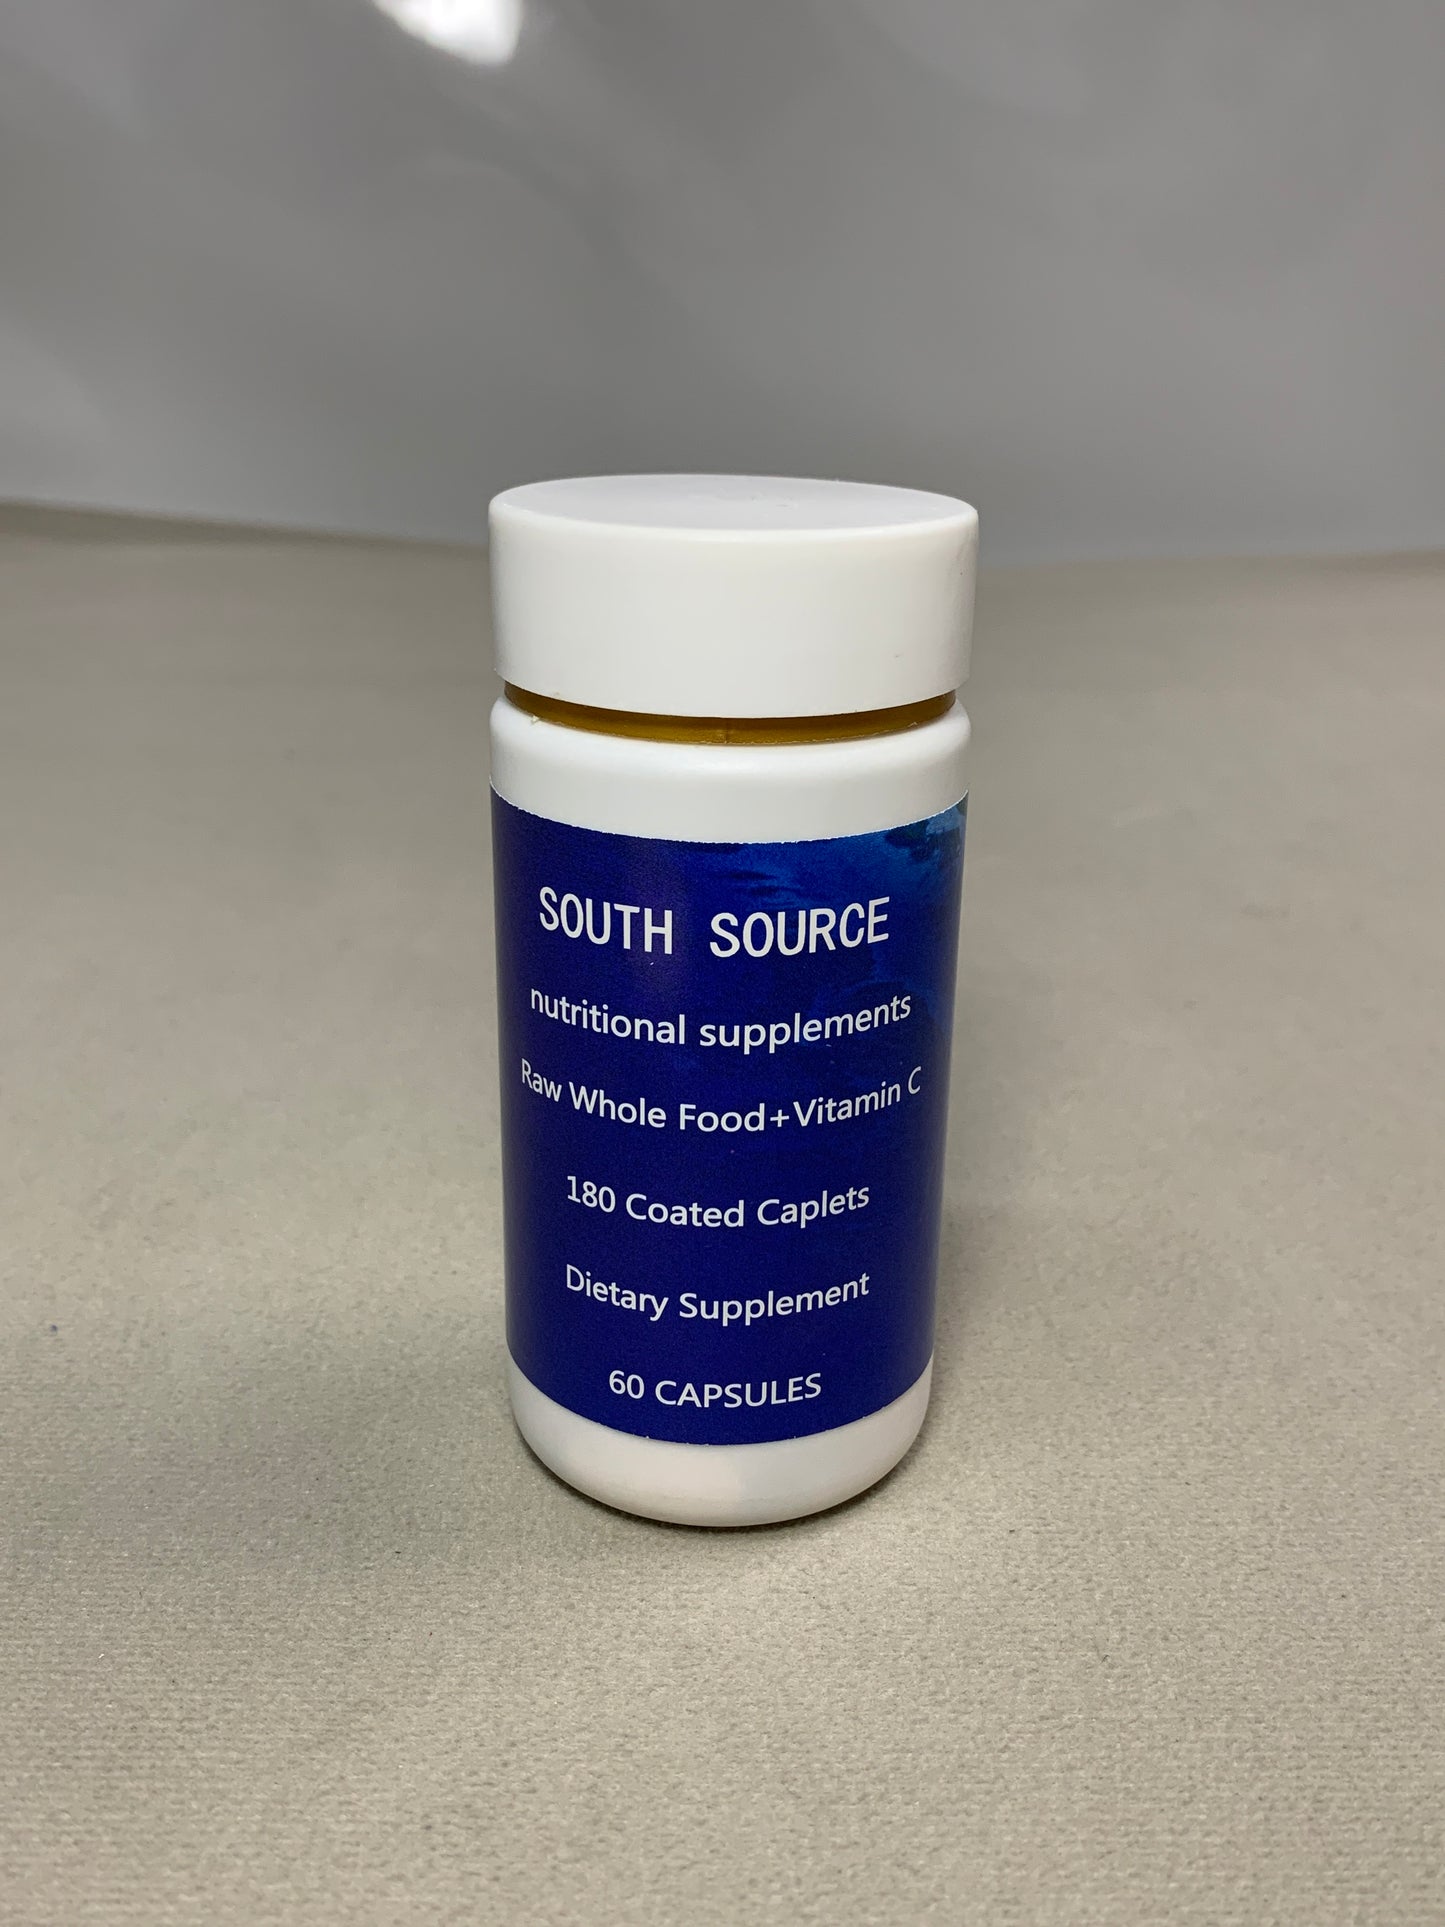 SOUTH SOURCE
nutritional supplements
Raw Whole Food+Vitamin C
180 Coated Caplets
Dietary Supplement
60 CAPSULES